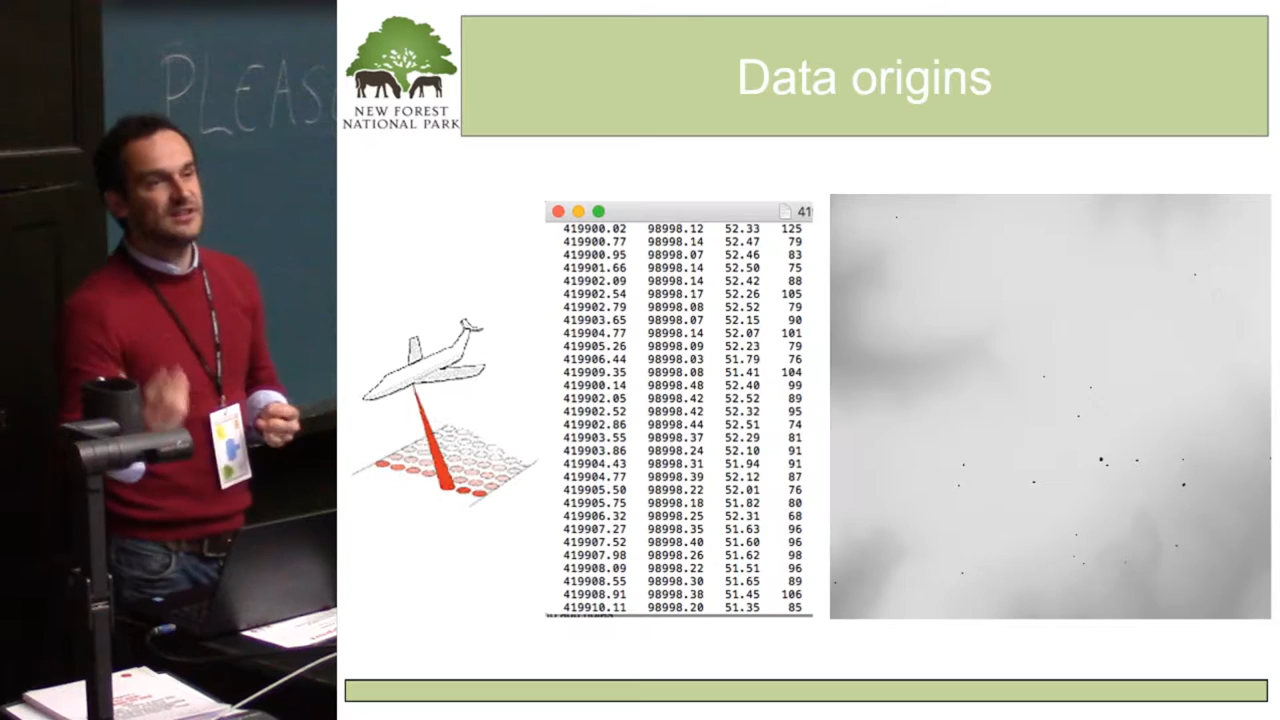 PLEAS
NEW FOREST
NATIONAL PARK
Data origins
41
419900.02 98998.12 52.33 125
419900.77 98998.14 52.47 79
419900.95 98998.07 52.46 83
419901.66 98998.14 52.50 75
419902.09 98998.14 52.42 88
419902.54 98998.17 52.26 105
419902.79 98998.08 52.52 79
419903.65 98998.07 52.15 90
419904.77 98998.14 52.07 101
419905.26 98998.09 52.23 79
419906.44 98998.03 51.79 76
419909.35 98998.08 51.41 104
419900.14 98998.48 52.40 99
419902.05 98998.42 52.52 89
419902.52 98998.42 52.32 95
419902.86 98998.44 52.51 74
419903.55 98998.37 52.29 81
419903.86 98998.24 52.10 91
419904.43 98998.31 51.94 91
419904.77 98998.39 52.12 87
419905.50 98998.22 52.01 76
419905.75 98998.18 51.82 80
419906.32 98998.25 52.31 68
419907.27 98998.35 51.63 96
419907.52 98998.40 51.60 96
419907.98 98998.26 51.62 98
419908.09 98998.22 51.51 96
419908.55 98998.30 51.65 89
419908.91 98998.38 51.45 106
419910.11 98998.20 51.35 85